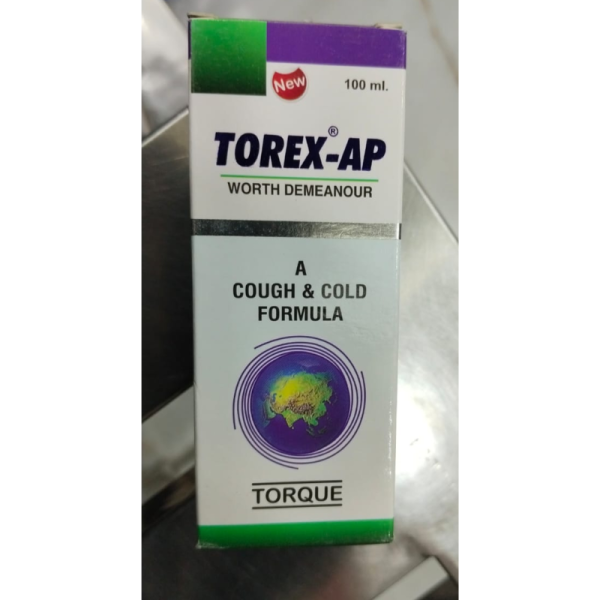 New
100 ml.
TOREX®-AP
WORTH DEMEANOUR
A
COUGH & COLD
FORMULA
TORQUE